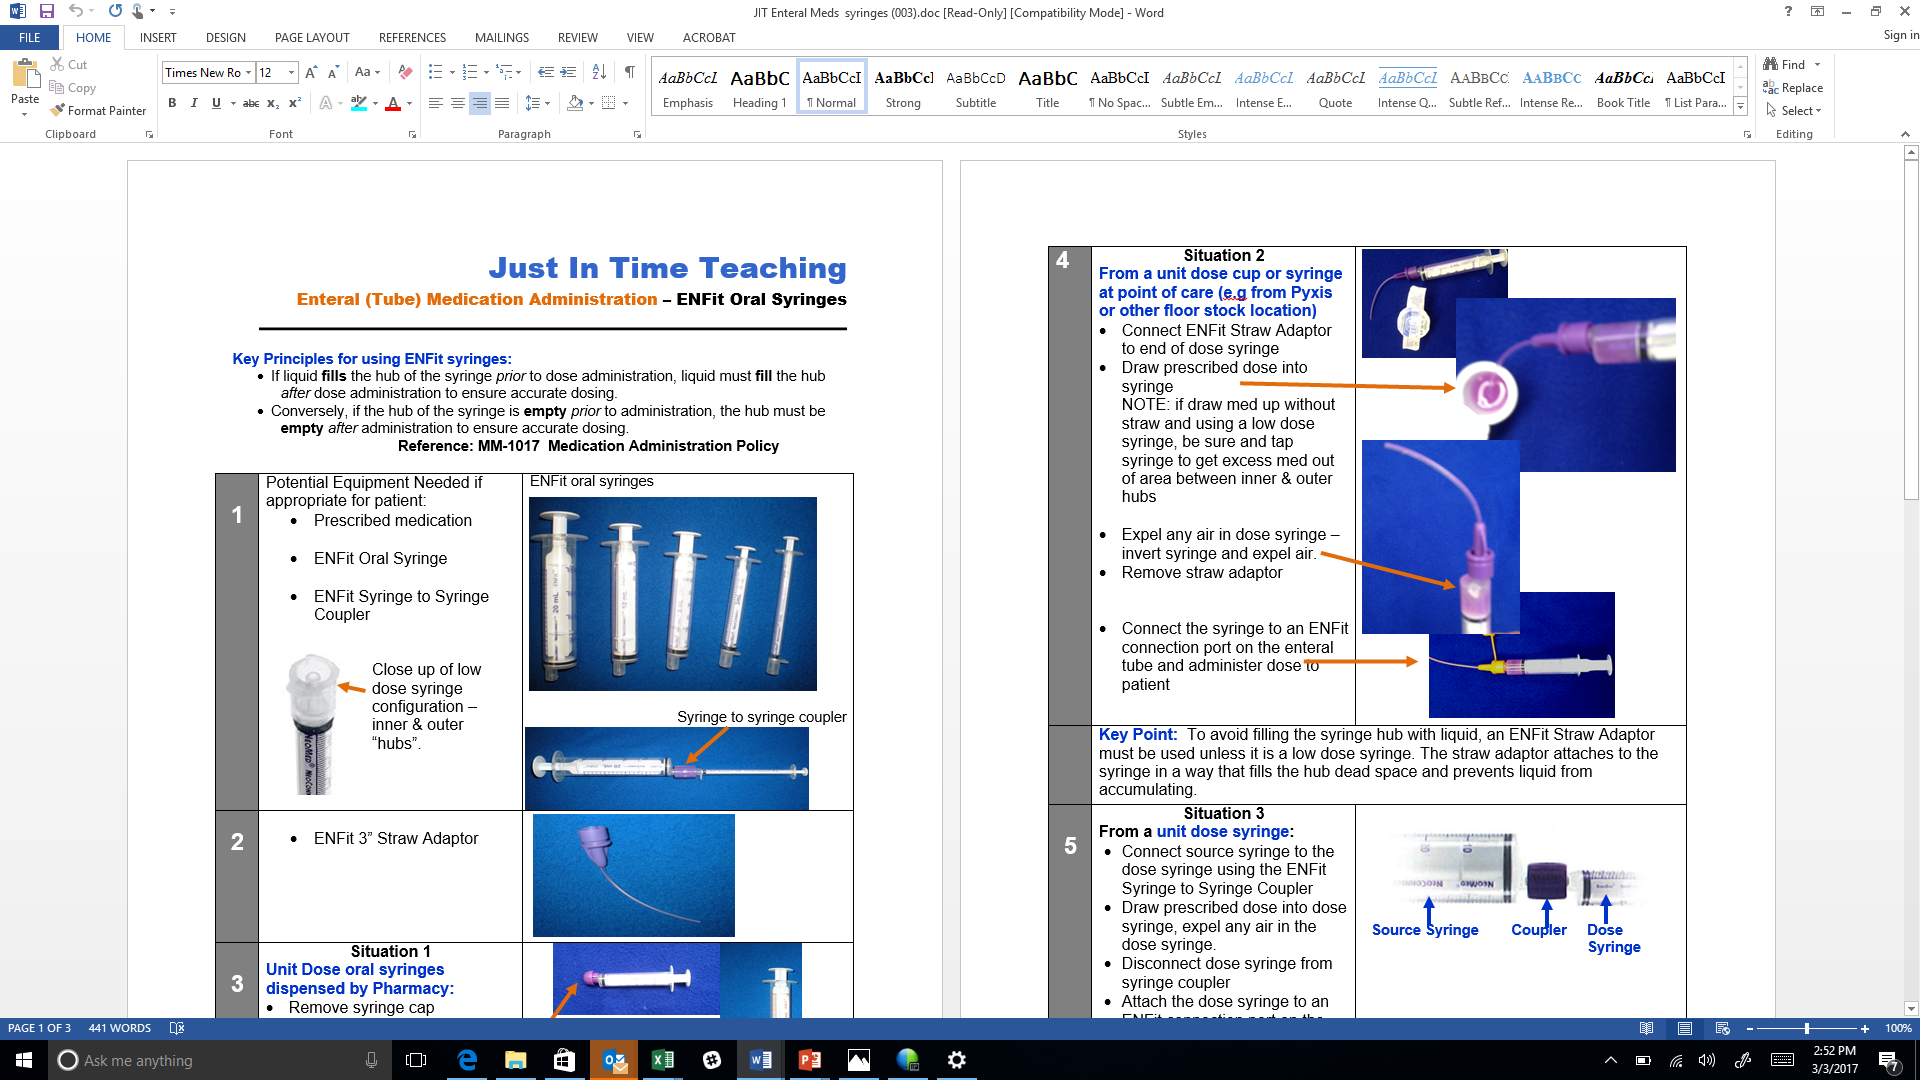 JIT Enteral Meds  syringes (003).doc [Read-Only] [Compatibility Mode] - Word
Sign in
FILE HOME INSERT DESIGN PAGE LAYOUT REFERENCES MAILINGS REVIEW VIEW ACROBAT
Paste
Cut
Copy
Format Painter
Clipboard
Times New Ro 12
Font
Paragraph
AaBbCcI AaBbC AaBbCcI AaBbCcI AaBbCcD AaBbC AaBbCcI AaBbCcI AaBbCcI AaBbCcI AaBbCcI AaBbCc AaBbCc AaBbCcI AaBbCcI
Emphasis Heading 1 ¶ Normal Strong Subtitle Title ¶ No Spac... Subtle Em... Intense E... Quote Intense Q... Subtle Ref... Intense Re... Book Title ¶ List Para...
Styles
Find
Replace
Select
Editing
Just In Time Teaching
Enteral (Tube) Medication Administration – ENFit Oral Syringes
Key Principles for using ENFit syringes:
• If liquid fills the hub of the syringe prior to dose administration, liquid must fill the hub
after dose administration to ensure accurate dosing.
• Conversely, if the hub of the syringe is empty prior to administration, the hub must be
empty after administration to ensure accurate dosing.
Reference: MM-1017  Medication Administration Policy
1
Potential Equipment Needed if
appropriate for patient:
• Prescribed medication
• ENFit Oral Syringe
• ENFit Syringe to Syringe
Coupler
Close up of low
dose syringe
configuration –
inner & outer
“hubs”.
ENFit oral syringes
Syringe to syringe coupler
2
• ENFit 3” Straw Adaptor
3
Situation 1
Unit Dose oral syringes
dispensed by Pharmacy:
• Remove syringe cap
4
Situation 2
From a unit dose cup or syringe
at point of care (e.g from Pyxis
or other floor stock location)
• Connect ENFit Straw Adaptor
to end of dose syringe
• Draw prescribed dose into
syringe
NOTE: if draw med up without
straw and using a low dose
syringe, be sure and tap
syringe to get excess med out
of area between inner & outer
hubs
• Expel any air in dose syringe –
invert syringe and expel air.
• Remove straw adaptor
• Connect the syringe to an ENFit
connection port on the enteral
tube and administer dose to
patient
Key Point:  To avoid filling the syringe hub with liquid, an ENFit Straw Adaptor
must be used unless it is a low dose syringe. The straw adaptor attaches to the
syringe in a way that fills the hub dead space and prevents liquid from
accumulating.
5
Situation 3
From a unit dose syringe:
• Connect source syringe to the
dose syringe using the ENFit
Syringe to Syringe Coupler
• Draw prescribed dose into dose
syringe, expel any air in the
dose syringe.
• Disconnect dose syringe from
syringe coupler
• Attach the dose syringe to an
ENFit connection port on the
Source Syringe
Coupler
Dose
Syringe
PAGE 1 OF 3 441 WORDS 100%
Ask me anything
2:52 PM
3/3/2017
7